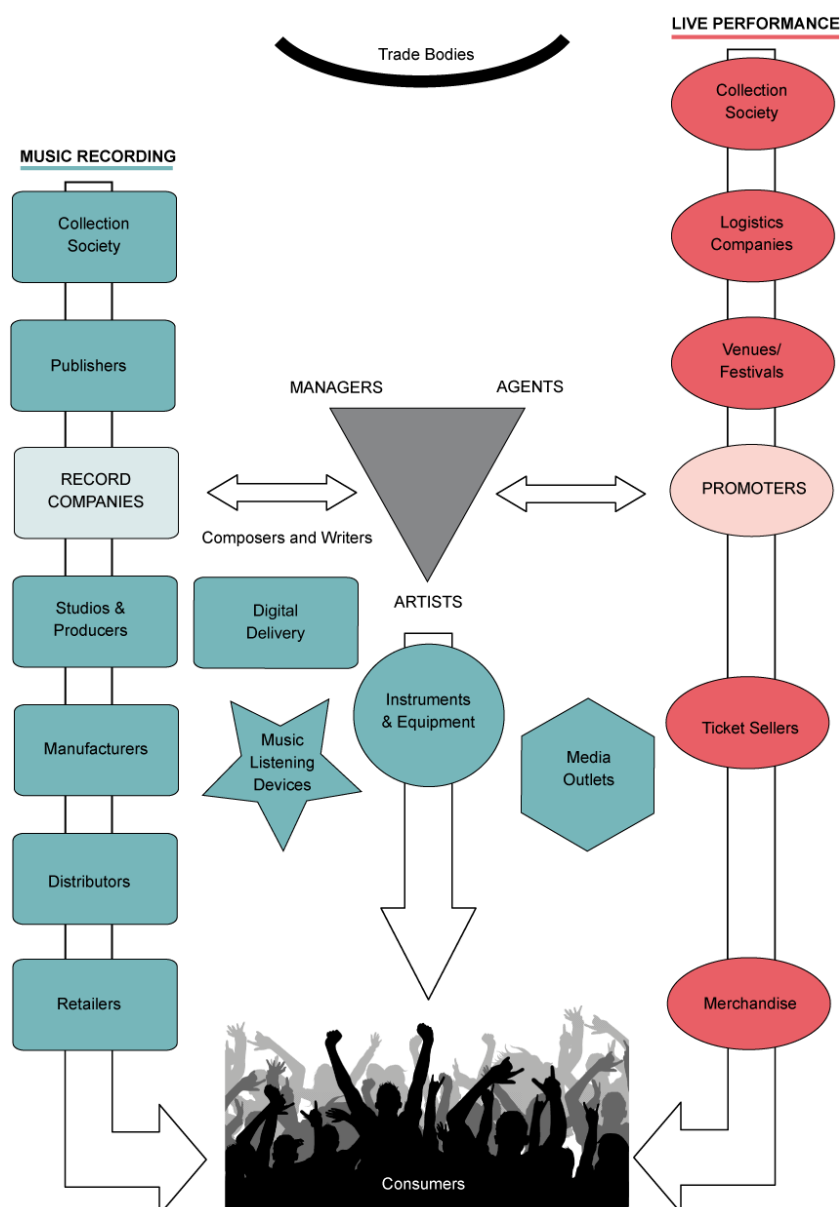 LIVE PERFORMANCE
Trade Bodies
Collection
Society
MUSIC RECORDING
Collection
Society
Logistics
Companies
Publishers
Venues/
Festivals
MANAGERS
AGENTS
RECORD
COMPANIES
PROMOTERS
Composers and Writers
ARTISTS
Studios &
Producers
Digital
Delivery
Instruments
& Equipment
Ticket Sellers
Manufacturers
Music
Listening
Devices
Media
Outlets
Distributors
Retailers
Merchandise
Consumers